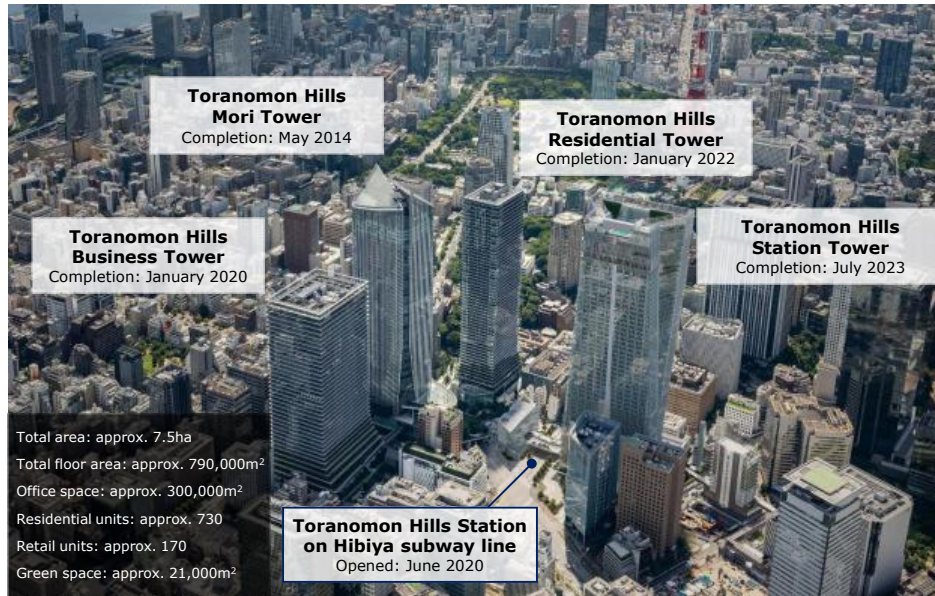 Toranomon Hills
Mori Tower
Completion: May 2014
Toranomon Hills
Residential Tower
Completion: January 2022
Toranomon Hills
Business Tower
Completion: January 2020
Toranomon Hills
Station Tower
Completion: July 2023
Total area: approx. 7.5ha
Total floor area: approx. 790,000m²
Office space: approx. 300,000m²
Residential units: approx. 730
Retail units: approx. 170
Green space: approx. 21,000m²
Toranomon Hills Station
on Hibiya subway line
Opened: June 2020